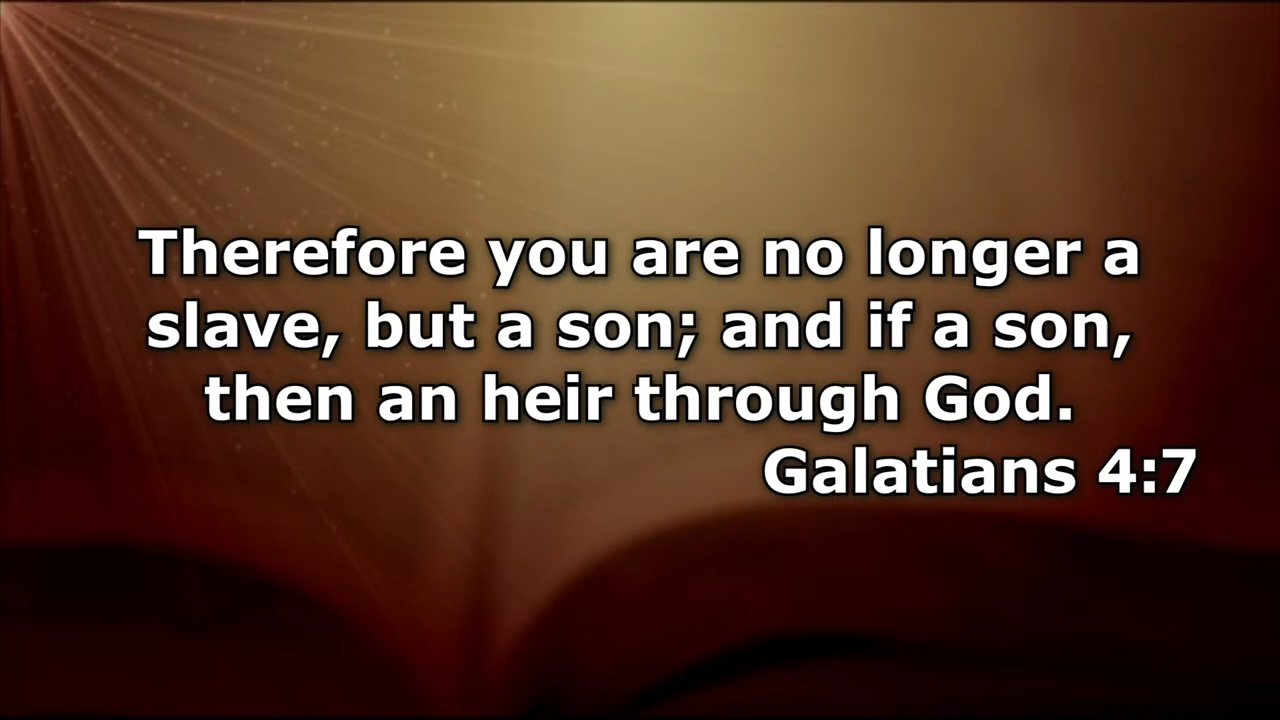 Therefore you are no longer a
slave, but a son; and if a son,
then an heir through God.
Galatians 4:7